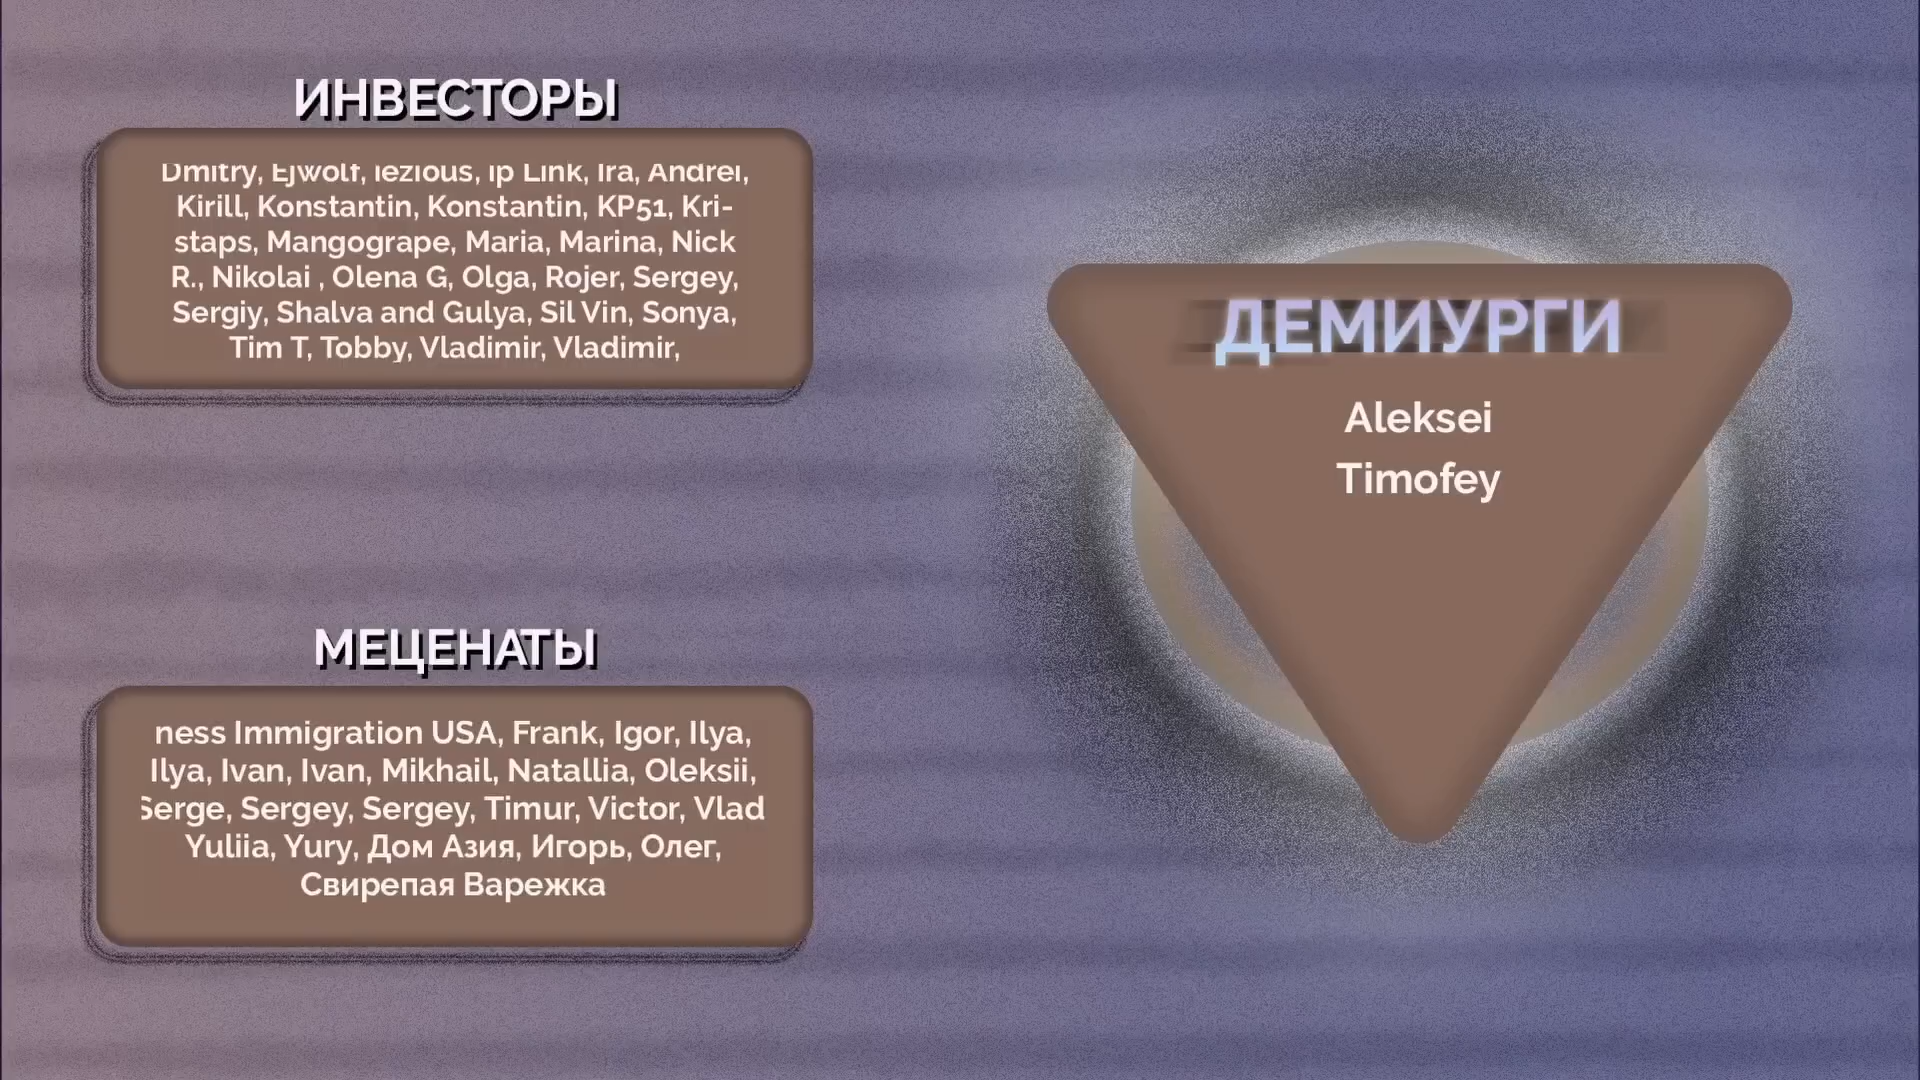 ИНВЕСТОРЫ
Dmitry, Ejwolf, Iezious, ip Link, Ira, Andrei,
Kirill, Konstantin, Konstantin, KP51, Kri-
staps, Mangogrape, Maria, Marina, Nick
R., Nikolai , Olena G, Olga, Rojer, Sergey,
Sergiy, Shalva and Gulya, Sil Vin, Sonya,
Tim T, Tobby, Vladimir, Vladimir,
МЕЦЕНАТЫ
ness Immigration USA, Frank, Igor, Ilya,
Ilya, Ivan, Ivan, Mikhail, Natallia, Oleksii,
Serge, Sergey, Sergey, Timur, Victor, Vlad
Yuliia, Yury, Дом Азия, Игорь, Олег,
Свирепая Варежка
ДЕМИУРГИ
Aleksei
Timofey